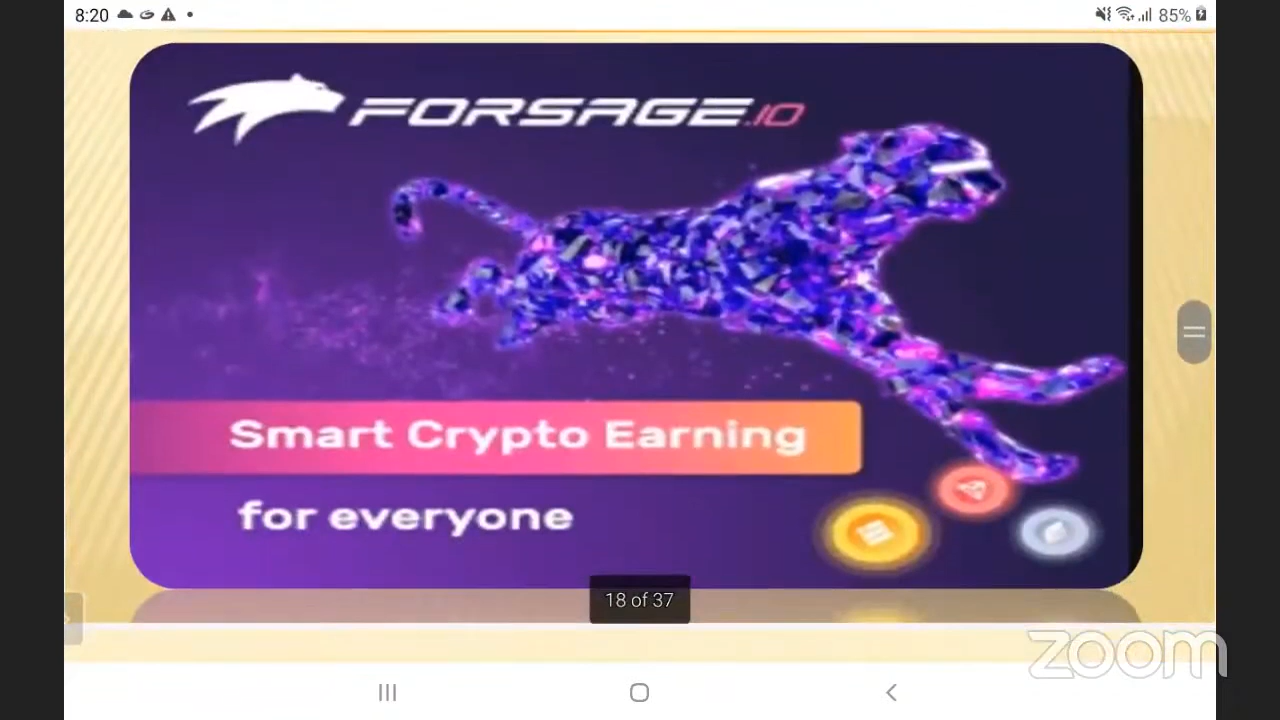 8:20
85%
FORSAGE.IO
Smart Crypto Earning
for everyone
18 of 37
zoom